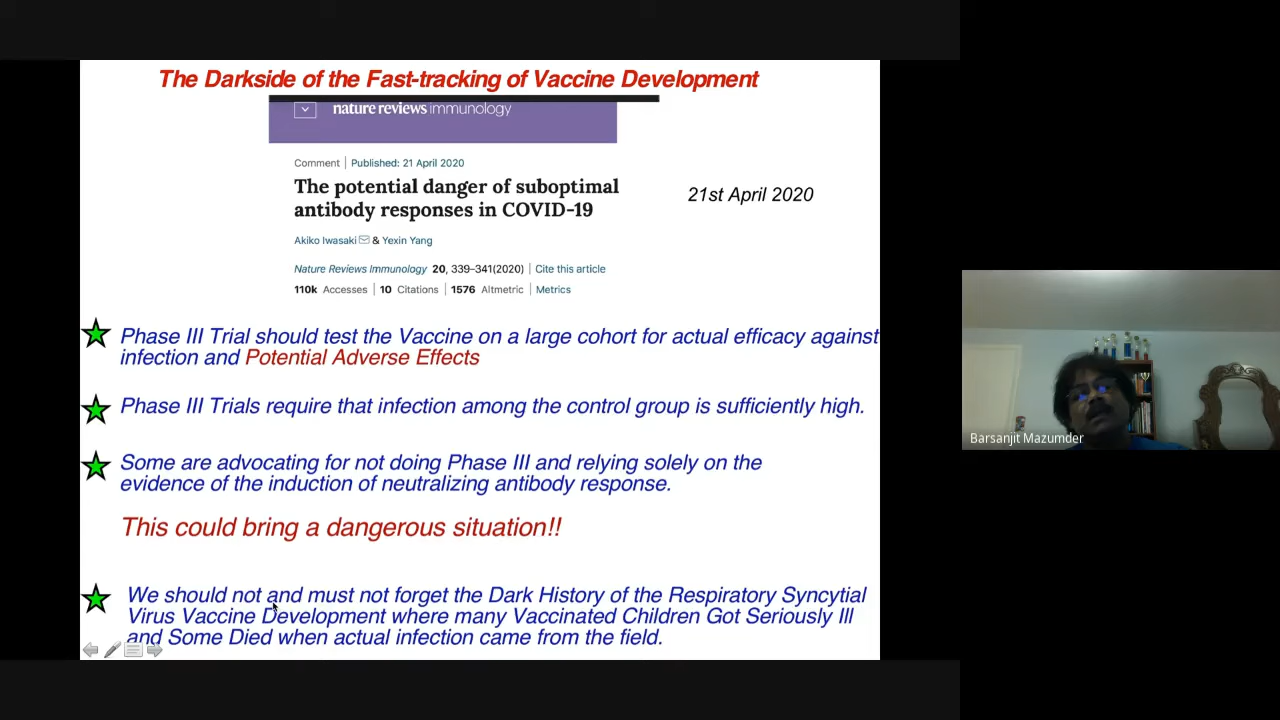 The Darkside of the Fast-tracking of Vaccine Development
nature reviews immunology
Comment | Published: 21 April 2020
The potential danger of suboptimal
antibody responses in COVID-19
21st April 2020
Akiko Iwasaki & Yexin Yang
Nature Reviews Immunology 20, 339–341(2020) | Cite this article
110k Accesses | 10 Citations | 1576 Altmetric | Metrics
Phase III Trial should test the Vaccine on a large cohort for actual efficacy against
infection and Potential Adverse Effects
Phase III Trials require that infection among the control group is sufficiently high.
Some are advocating for not doing Phase III and relying solely on the
evidence of the induction of neutralizing antibody response.
This could bring a dangerous situation!!
We should not and must not forget the Dark History of the Respiratory Syncytial
Virus Vaccine Development where many Vaccinated Children Got Seriously Ill
and Some Died when actual infection came from the field.
Barsanjit Mazumder